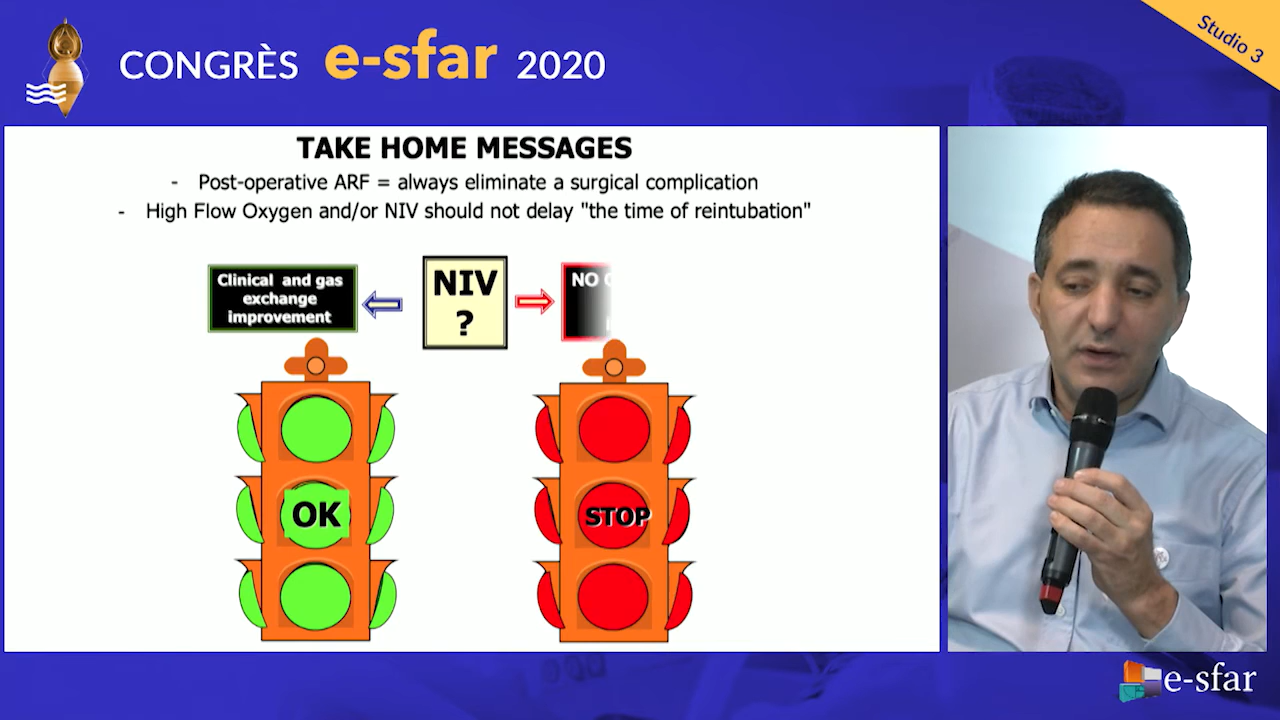 CONGRÈS e-sfar 2020
Studio 3
TAKE HOME MESSAGES
- Post-operative ARF = always eliminate a surgical complication
- High Flow Oxygen and/or NIV should not delay "the time of reintubation"
Clinical and gas
exchange
improvement
NIV
?
NO
OK
STOP
e-sfar